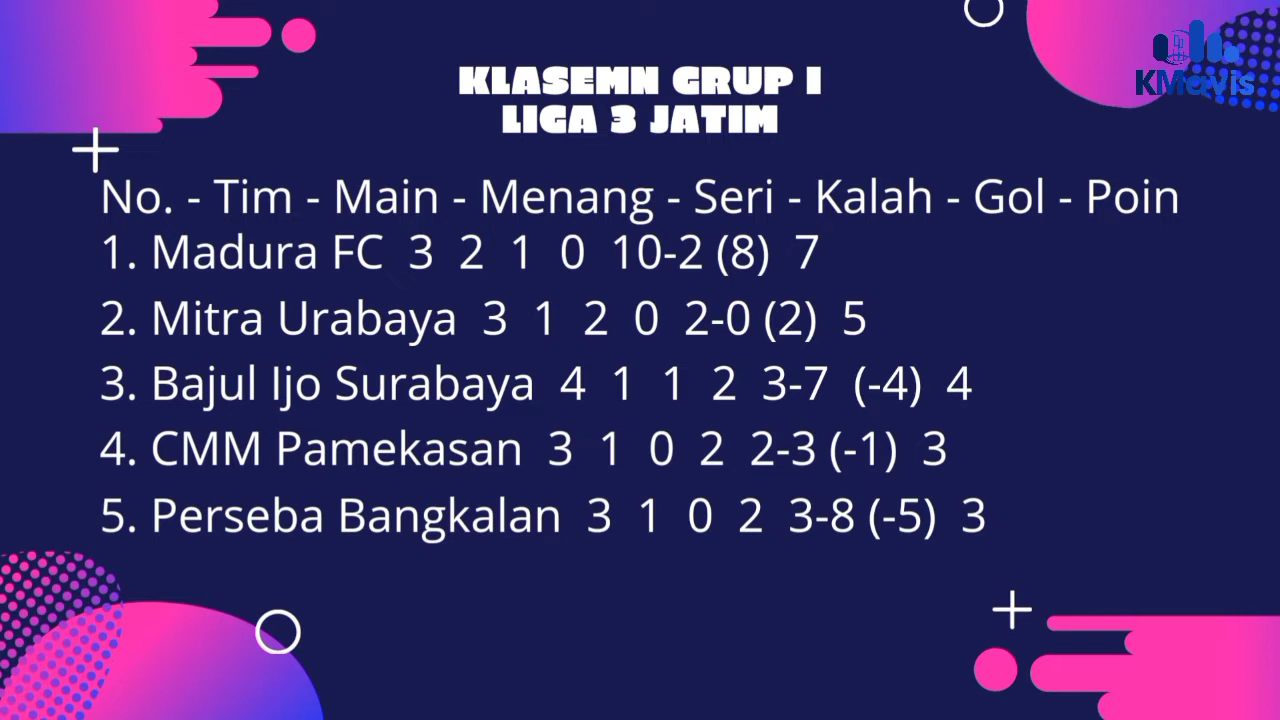 KMovis
KLASEMN GRUP I
LIGA 3 JATIM
No. - Tim - Main - Menang - Seri - Kalah - Gol - Poin
1. Madura FC 3 2 1 0 10-2 (8) 7
2. Mitra Urabaya 3 1 2 0 2-0 (2) 5
3. Bajul Ijo Surabaya 4 1 1 2 3-7 (-4) 4
4. CMM Pamekasan 3 1 0 2 2-3 (-1) 3
5. Perseba Bangkalan 3 1 0 2 3-8 (-5) 3